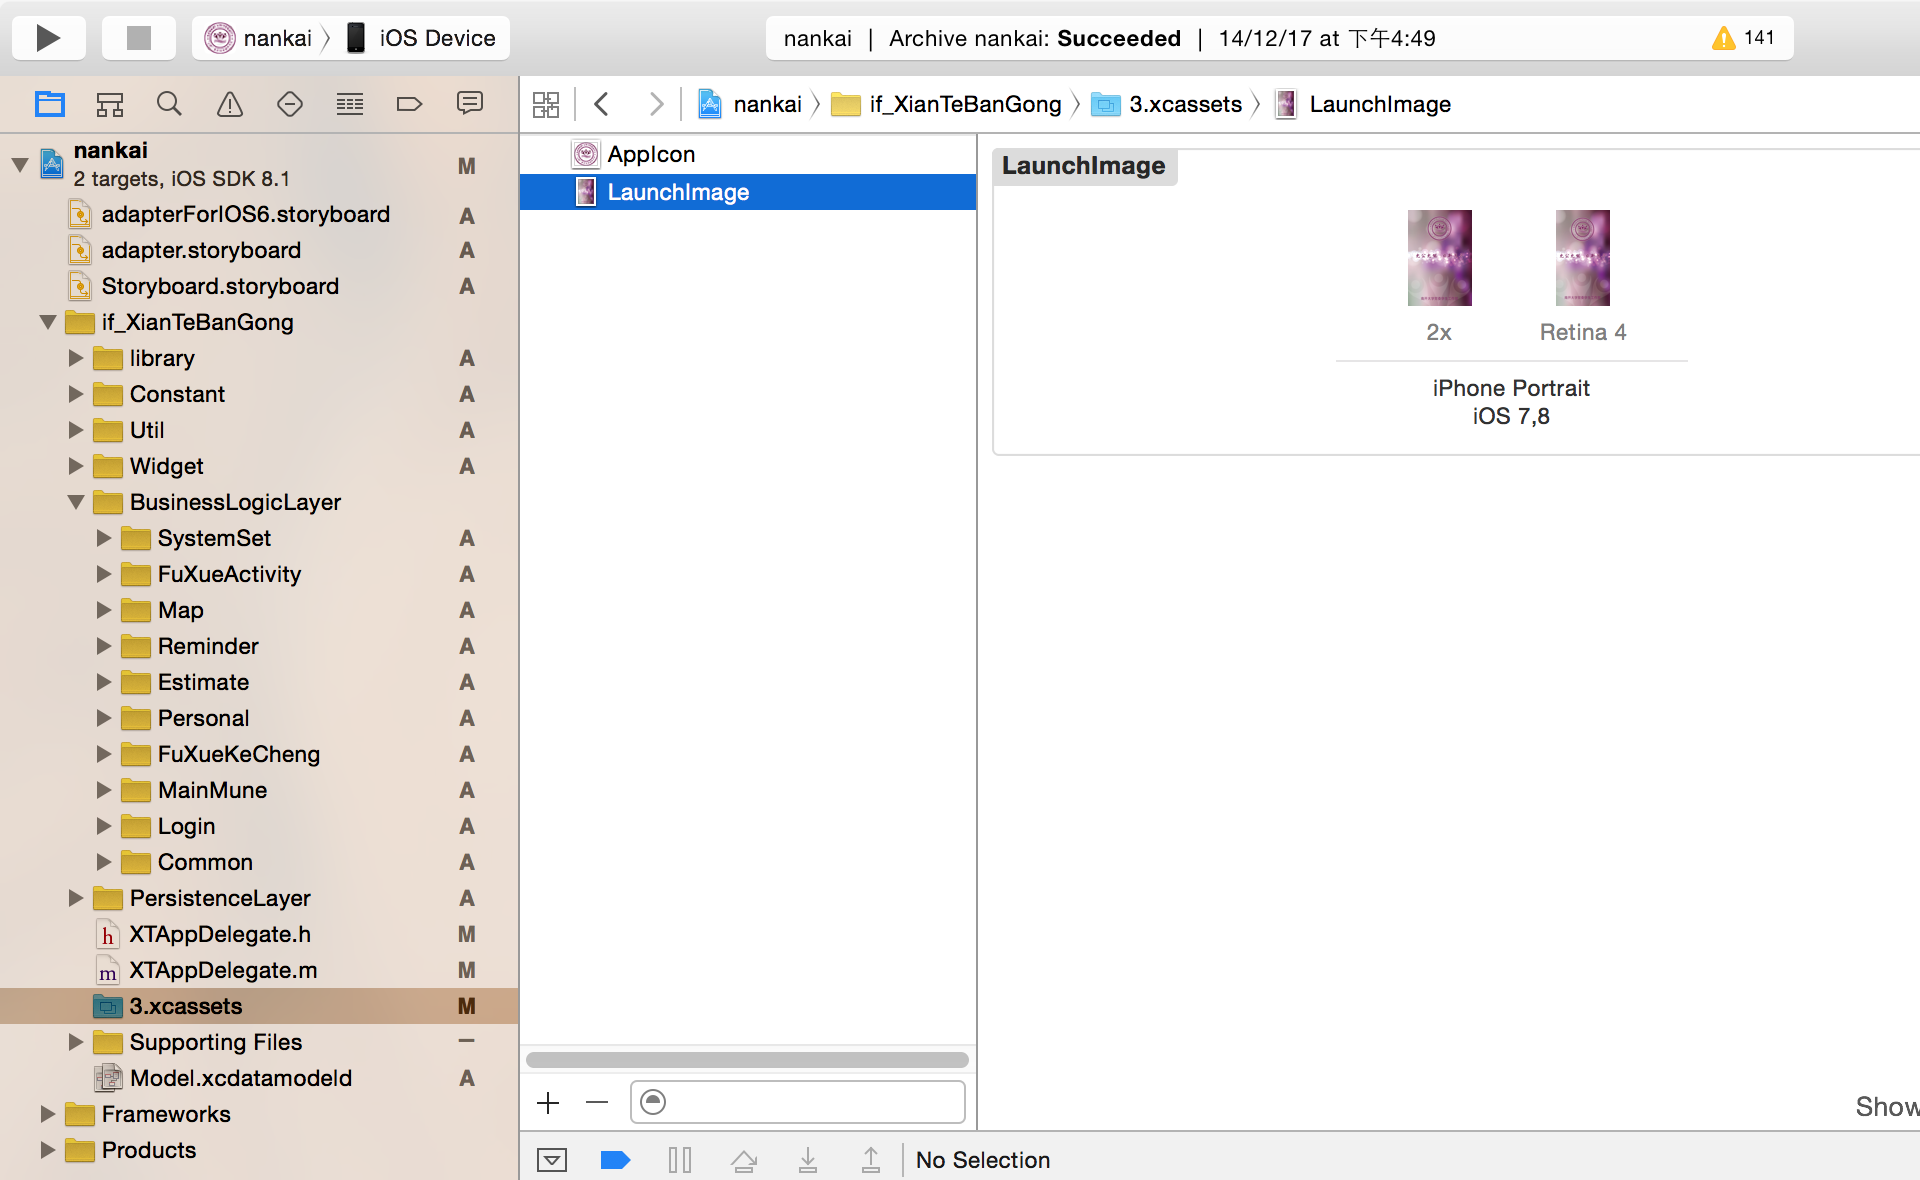 nankai 〉 iOS Device
nankai | Archive nankai: Succeeded | 14/12/17 at 下午4:49
141
nankai 〉 if_XianTeBanGong 〉 3.xcassets 〉 LaunchImage
nankai
2 targets, iOS SDK 8.1
M
adapterForIOS6.storyboard A
adapter.storyboard A
Storyboard.storyboard A
if_XianTeBanGong
library A
Constant A
Util A
Widget A
BusinessLogicLayer
SystemSet A
FuXueActivity A
Map A
Reminder A
Estimate A
Personal A
FuXueKeCheng A
MainMune A
Login A
Common A
PersistenceLayer A
h XTAppDelegate.h M
m XTAppDelegate.m M
3.xcassets M
Supporting Files –
Model.xcdatamodeld A
Frameworks
Products
AppIcon
LaunchImage
LaunchImage
2x
Retina 4
iPhone Portrait
iOS 7,8
Show
No Selection